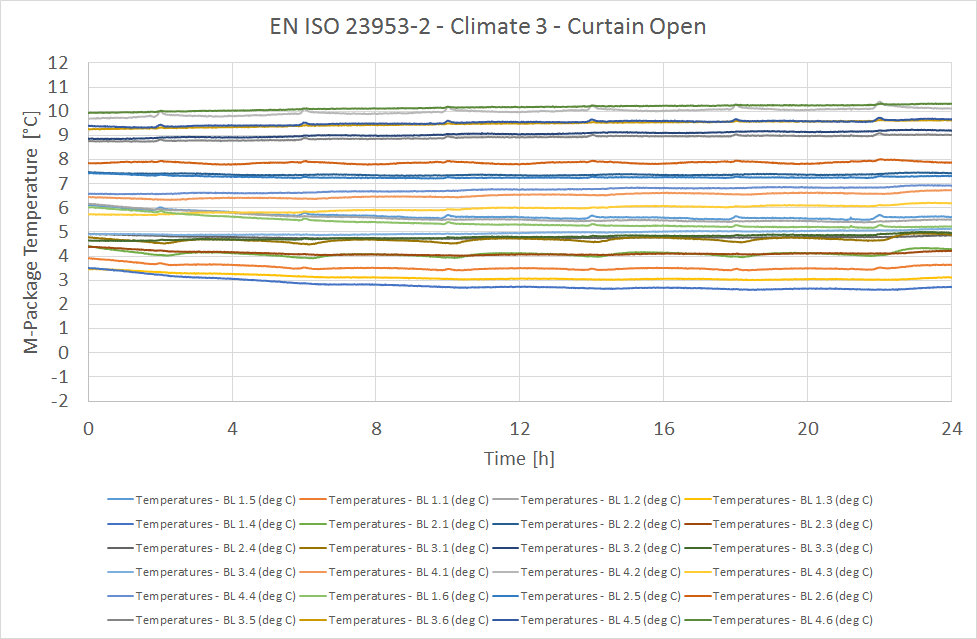 EN ISO 23953-2 - Climate 3 - Curtain Open
M-Package Temperature [°C]
12
11
10
9
8
7
6
5
4
3
2
1
0
-1
-2
0 4 8 12 16 20 24
Time [h]
Temperatures - BL 1.5 (deg C) Temperatures - BL 1.1 (deg C) Temperatures - BL 1.2 (deg C) Temperatures - BL 1.3 (deg C)
Temperatures - BL 1.4 (deg C) Temperatures - BL 2.1 (deg C) Temperatures - BL 2.2 (deg C) Temperatures - BL 2.3 (deg C)
Temperatures - BL 2.4 (deg C) Temperatures - BL 3.1 (deg C) Temperatures - BL 3.2 (deg C) Temperatures - BL 3.3 (deg C)
Temperatures - BL 3.4 (deg C) Temperatures - BL 4.1 (deg C) Temperatures - BL 4.2 (deg C) Temperatures - BL 4.3 (deg C)
Temperatures - BL 4.4 (deg C) Temperatures - BL 1.6 (deg C) Temperatures - BL 2.5 (deg C) Temperatures - BL 2.6 (deg C)
Temperatures - BL 3.5 (deg C) Temperatures - BL 3.6 (deg C) Temperatures - BL 4.5 (deg C) Temperatures - BL 4.6 (deg C)